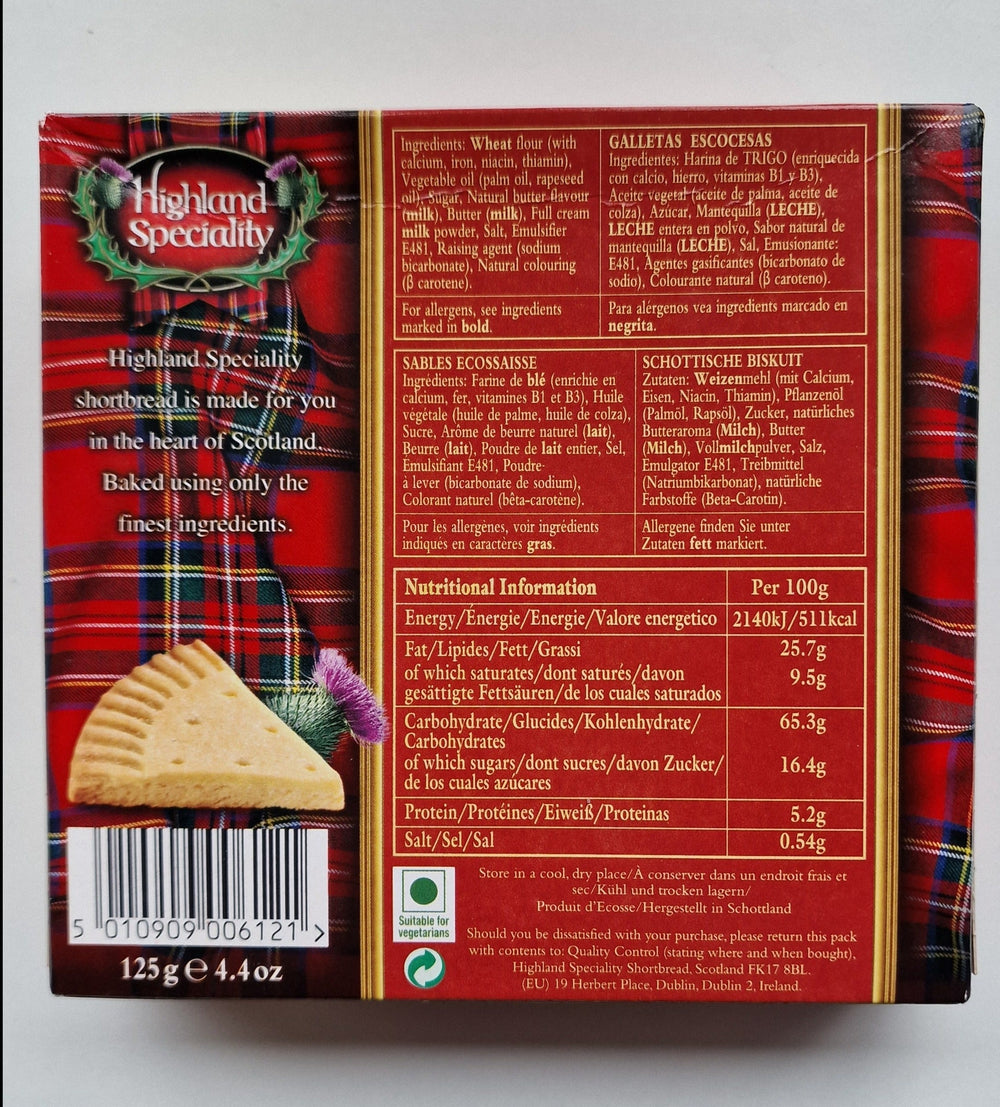 Highland
Speciality
Highland Speciality
shortbread is made for you
in the heart of Scotland.
Baked using only the
finest ingredients.
5 010909 006121 >
125g e 4.4oz
Ingredients: Wheat flour (with
calcium, iron, niacin, thiamin),
Vegetable oil (palm oil, rapeseed
oil), Sugar, Natural butter flavour
(milk), Butter (milk), Full cream
milk powder, Salt, Emulsifier
E481, Raising agent (sodium
bicarbonate), Natural colouring
(β carotene).
For allergens, see ingredients
marked in bold.
GALLETAS ESCOCESAS
Ingredientes: Harina de TRIGO (enriquecida
con calcio, hierro, vitaminas B1 y B3),
Aceite vegetal (aceite de palma, aceite de
colza), Azúcar, Mantequilla (LECHE),
LECHE entera en polvo, Sabor natural de
mantequilla (LECHE), Sal, Emusionante:
E481, Agentes gasificantes (bicarbonato de
sodio), Colourante natural (β caroteno).
Para alérgenos vea ingredients marcado en
negrita.
SABLES ECOSSAISSE
Ingrédients: Farine de blé (enrichie en
calcium, fer, vitamines B1 et B3), Huile
végétale (huile de palme, huile de colza),
Sucre, Arôme de beurre naturel (lait),
Beurre (lait), Poudre de lait entier, Sel,
Emulsifiant E481, Poudre-
à lever (bicarbonate de sodium),
Colorant naturel (bêta-carotène).
Pour les allergènes, voir ingrédients
indiqués en caractères gras.
SCHOTTISCHE BISKUIT
Zutaten: Weizenmehl (mit Calcium,
Eisen, Niacin, Thiamin), Pflanzenöl
(Palmöl, Rapsöl), Zucker, natürliches
Butteraroma (Milch), Butter
(Milch), Vollmilchpulver, Salz,
Emulgator E481, Treibmittel
(Natriumbikarbonat), natürliche
Farbstoffe (Beta-Carotin).
Allergene finden Sie unter
Zutaten fett markiert.
Nutritional Information Per 100g
Energy/Énergie/Energie/Valore energetico 2140kJ/511kcal
Fat/Lipides/Fett/Grassi 25.7g
of which saturates/dont saturés/davon 9.5g
gesättigte Fettsäuren/de los cuales saturados
Carbohydrate/Glucides/Kohlenhydrate/ 65.3g
Carbohydrates
of which sugars/dont sucres/davon Zucker/ 16.4g
de los cuales azúcares
Protein/Protéines/Eiweiß/Proteinas 5.2g
Salt/Sel/Sal 0.54g
Suitable for
vegetarians
Store in a cool, dry place/À conserver dans un endroit frais et
sec/Kühl und trocken lagern/
Produit d'Ecosse/Hergestellt in Schottland
Should you be dissatisfied with your purchase, please return this pack
with contents to: Quality Control (stating where and when bought),
Highland Speciality Shortbread, Scotland FK17 8BL.
(EU) 19 Herbert Place, Dublin, Dublin 2, Ireland.